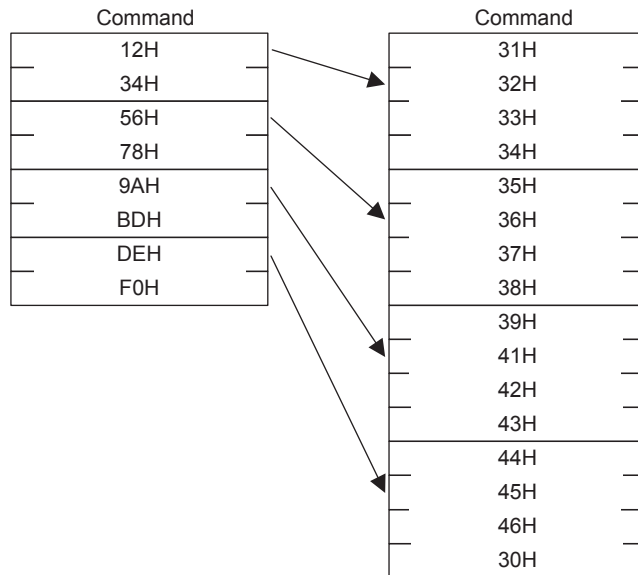 Command
12H
34H
56H
78H
9AH
BDH
DEH
F0H
Command
31H
32H
33H
34H
35H
36H
37H
38H
39H
41H
42H
43H
44H
45H
46H
30H